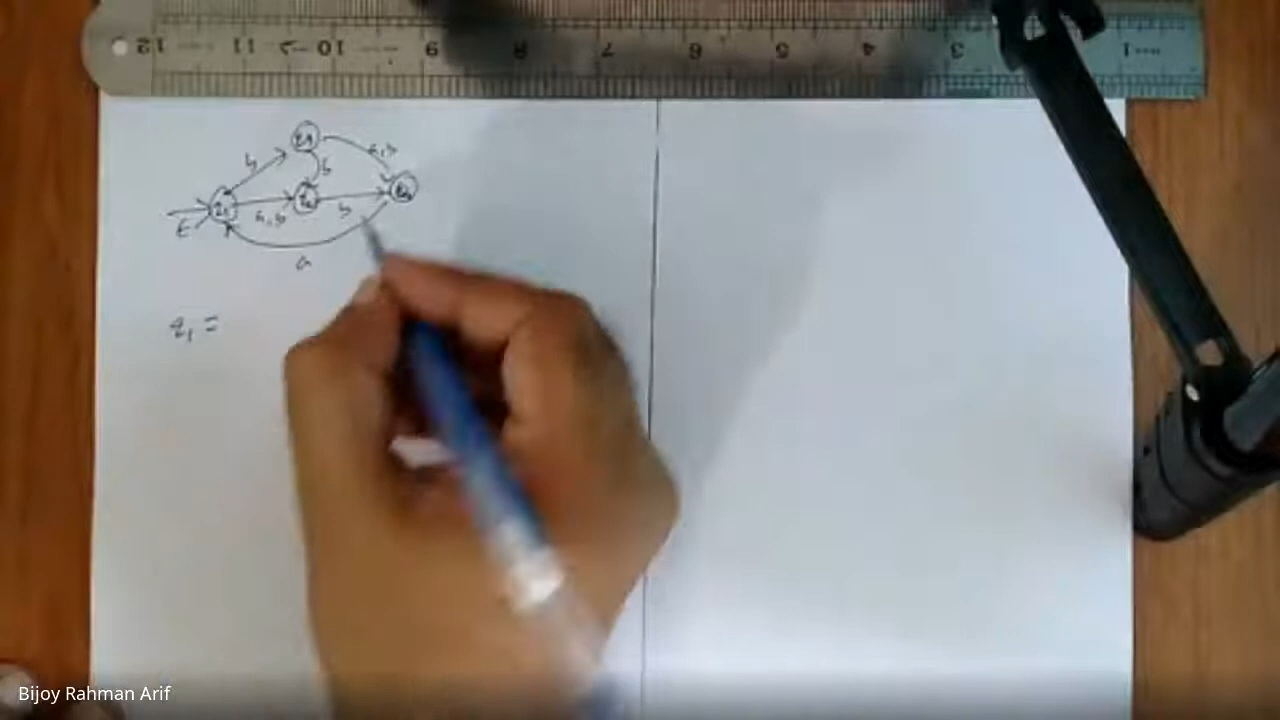 12 11 10 9 8 7 6 5 4 3 1
b
a,b
b
a,b
b
ε
a
q₁ =
Bijoy Rahman Arif